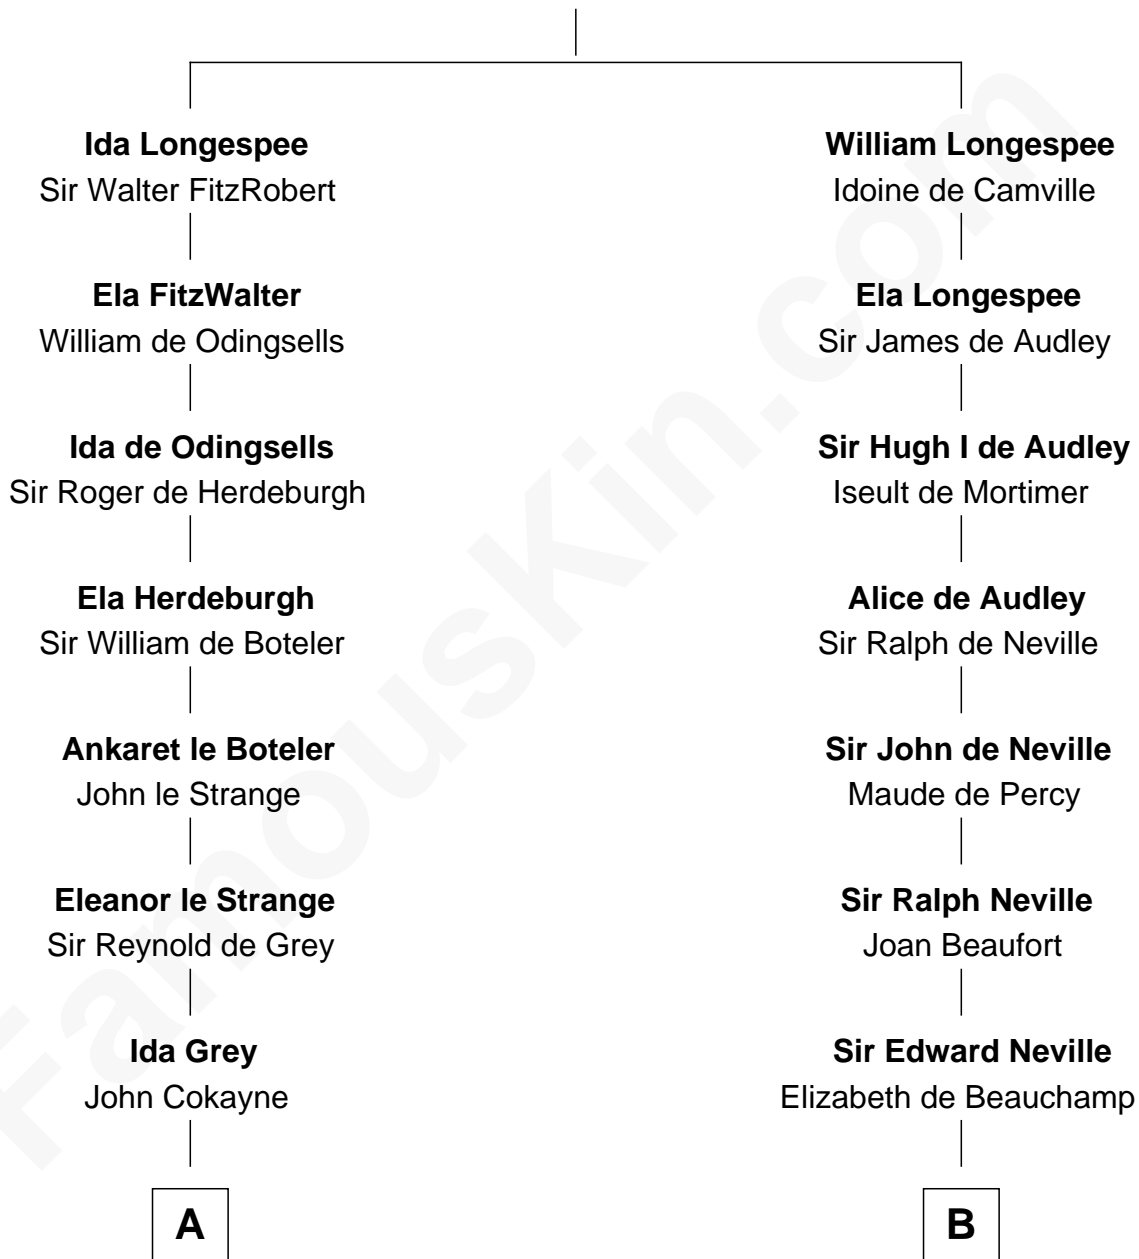 Ida Longespee
Sir Walter FitzRobert
Ela FitzWalter
William de Odingsells
Ida de Odingsells
Sir Roger de Herdeburgh
Ela Herdeburgh
Sir William de Boteler
Ankaret le Boteler
John le Strange
Eleanor le Strange
Sir Reynold de Grey
Ida Grey
John Cokayne
A
William Longespee
Idoine de Camville
Ela Longespee
Sir James de Audley
Sir Hugh I de Audley
Iseult de Mortimer
Alice de Audley
Sir Ralph de Neville
Sir John de Neville
Maude de Percy
Sir Ralph Neville
Joan Beaufort
Sir Edward Neville
Elizabeth de Beauchamp
B
FamousKin.com